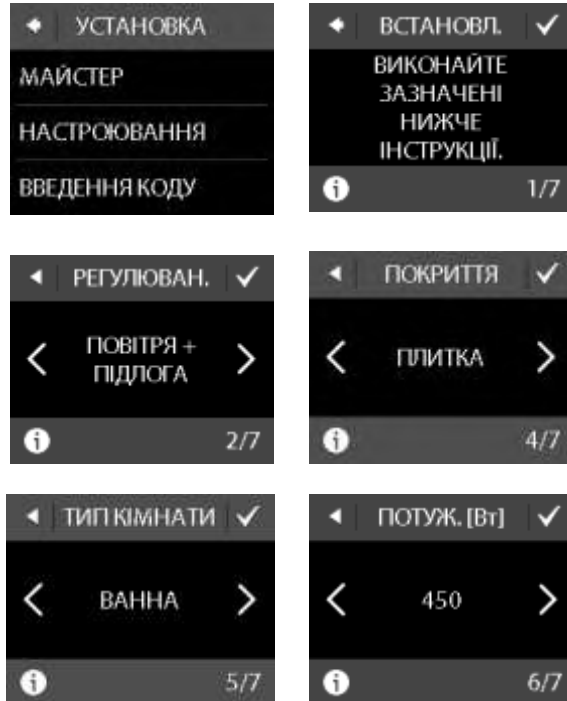 УСТАНОВКА
МАЙСТЕР
НАСТРОЮВАННЯ
ВВЕДЕННЯ КОДУ
ВСТАНОВЛ.
ВИКОНАЙТЕ
ЗАЗНАЧЕНІ
НИЖЧЕ
ІНСТРУКЦІЇ.
1/7
РЕГУЛЮВАН.
ПОВІТРЯ +
ПІДЛОГА
2/7
ПОКРИТТЯ
ПЛИТКА
4/7
ТИП КІМНАТИ
ВАННА
5/7
ПОТУЖ. [Вт]
450
6/7